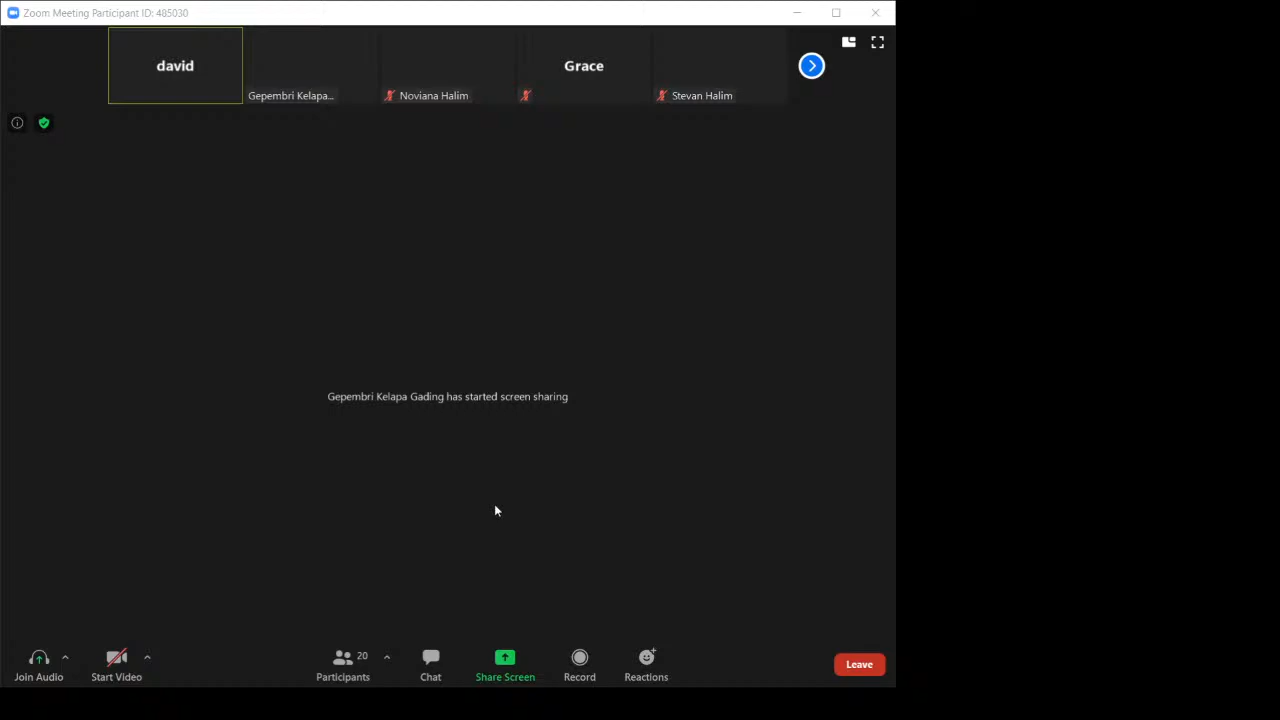 Zoom Meeting Participant ID: 485030
david
Gepembri Kelapa...
Noviana Halim
Grace
Stevan Halim
Gepembri Kelapa Gading has started screen sharing
Join Audio
Start Video
20
Participants
Chat
Share Screen
Record
Reactions
Leave